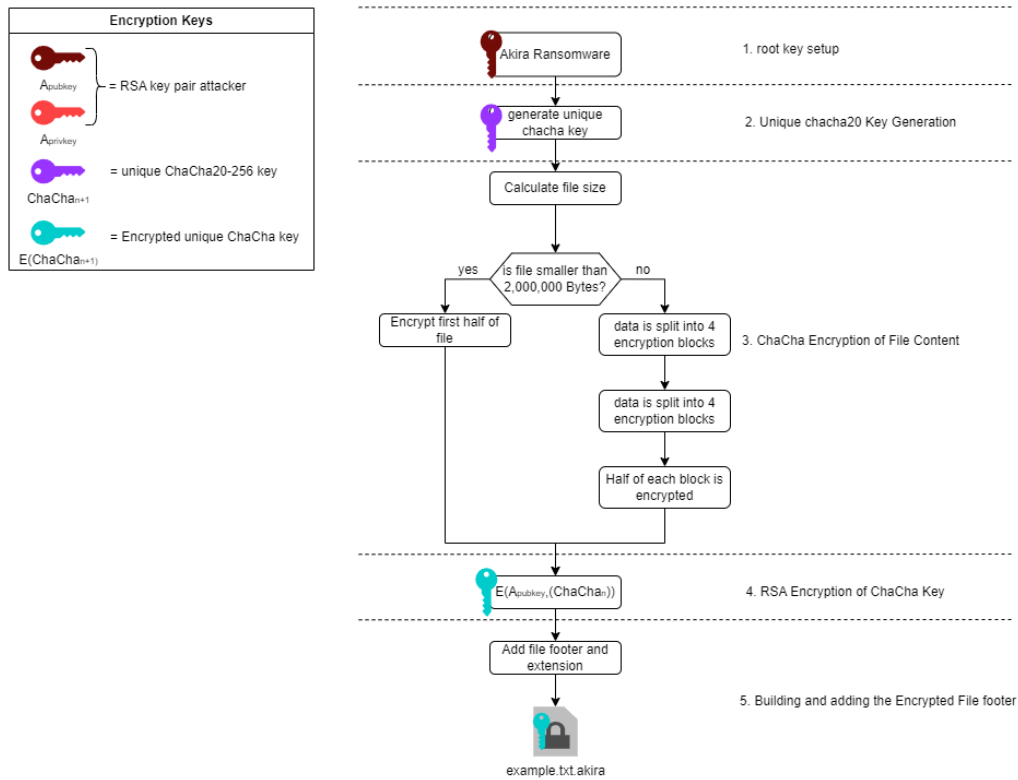 Encryption Keys
Apubkey
= RSA key pair attacker
Aprivkey
= unique ChaCha20-256 key
ChaChan+1
= Encrypted unique ChaCha key
E(ChaChan+1)
Akira Ransomware
1. root key setup
generate unique
chacha key
2. Unique chacha20 Key Generation
Calculate file size
is file smaller than
2,000,000 Bytes?
yes
no
Encrypt first half of
file
data is split into 4
encryption blocks
3. ChaCha Encryption of File Content
data is split into 4
encryption blocks
Half of each block is
encrypted
E(Apubkey,(ChaChan))
4. RSA Encryption of ChaCha Key
Add file footer and
extension
5. Building and adding the Encrypted File footer
example.txt.akira